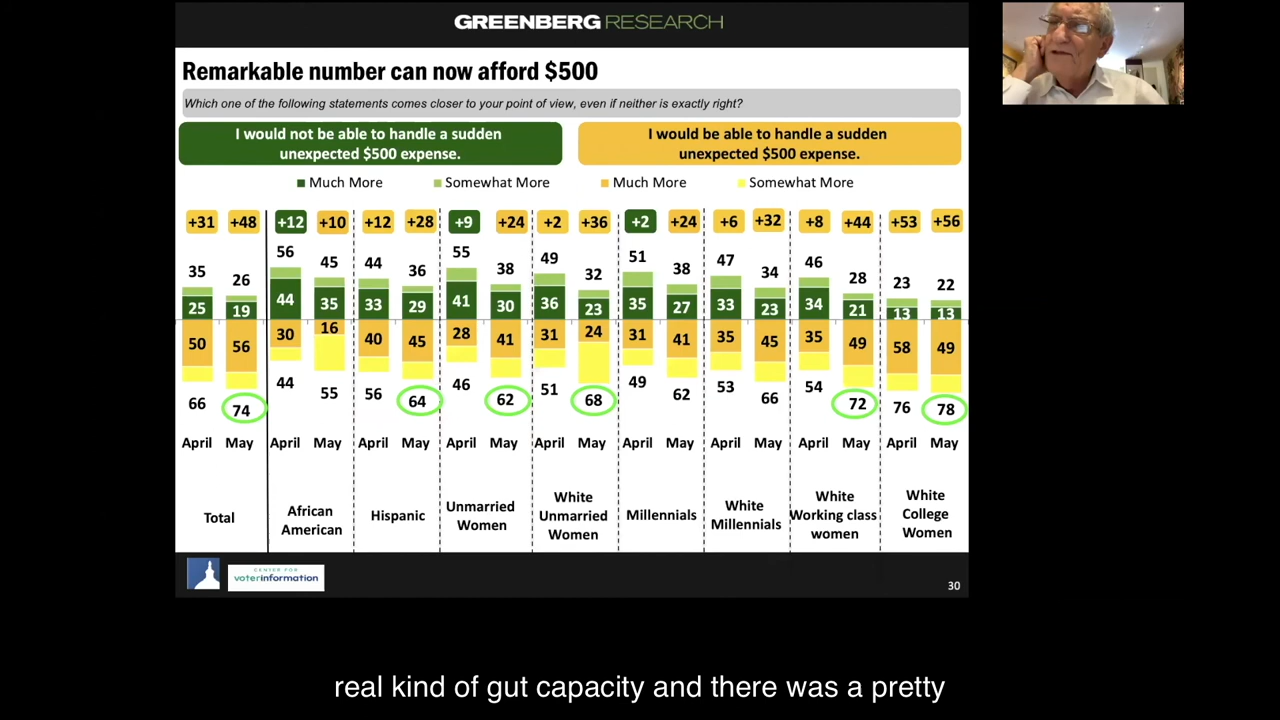 GREENBERG RESEARCH
Remarkable number can now afford $500
Which one of the following statements comes closer to your point of view, even if neither is exactly right?
I would not be able to handle a sudden
unexpected $500 expense.
I would be able to handle a sudden
unexpected $500 expense.
Much More Somewhat More Much More Somewhat More
+31 +48 +12 +10 +12 +28 +9 +24 +2 +36 +2 +24 +6 +32 +8 +44 +53 +56
35 26 56 45 44 36 55 38 49 32 51 38 47 34 46 28 23 22
25 19 44 35 33 29 41 30 36 23 35 27 33 23 34 21 13 13
50 56 30 16 40 45 28 41 31 24 31 41 35 45 35 49 58 49
66 74 44 55 56 64 46 62 51 68 49 62 53 66 54 72 76 78
April May April May April May April May April May April May April May April May April May
Total
African
American
Hispanic
Unmarried
Women
White
Unmarried
Women
Millennials
White
Millennials
White
Working class
women
White
College
Women
CENTER FOR
voterinformation
30
real kind of gut capacity and there was a pretty